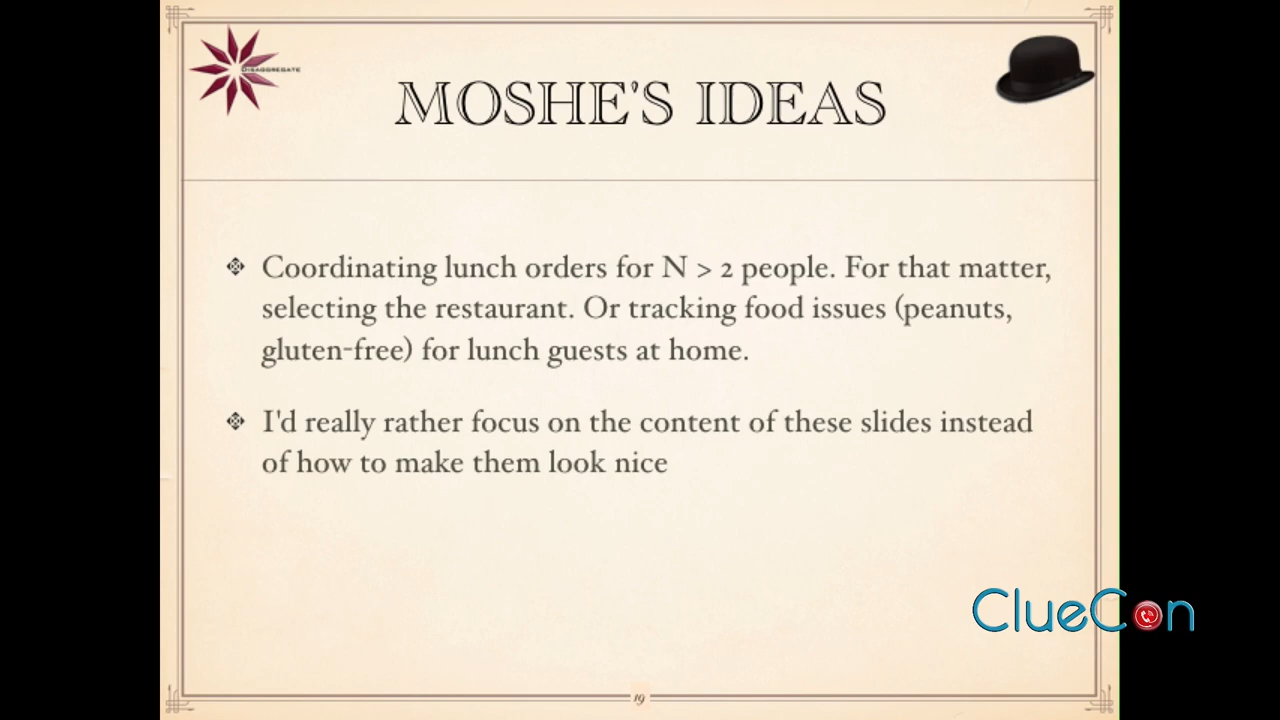 DISAGGREGATE
MOSHE'S IDEAS
Coordinating lunch orders for N > 2 people. For that matter,
selecting the restaurant. Or tracking food issues (peanuts,
gluten-free) for lunch guests at home.
I'd really rather focus on the content of these slides instead
of how to make them look nice
ClueCon
19